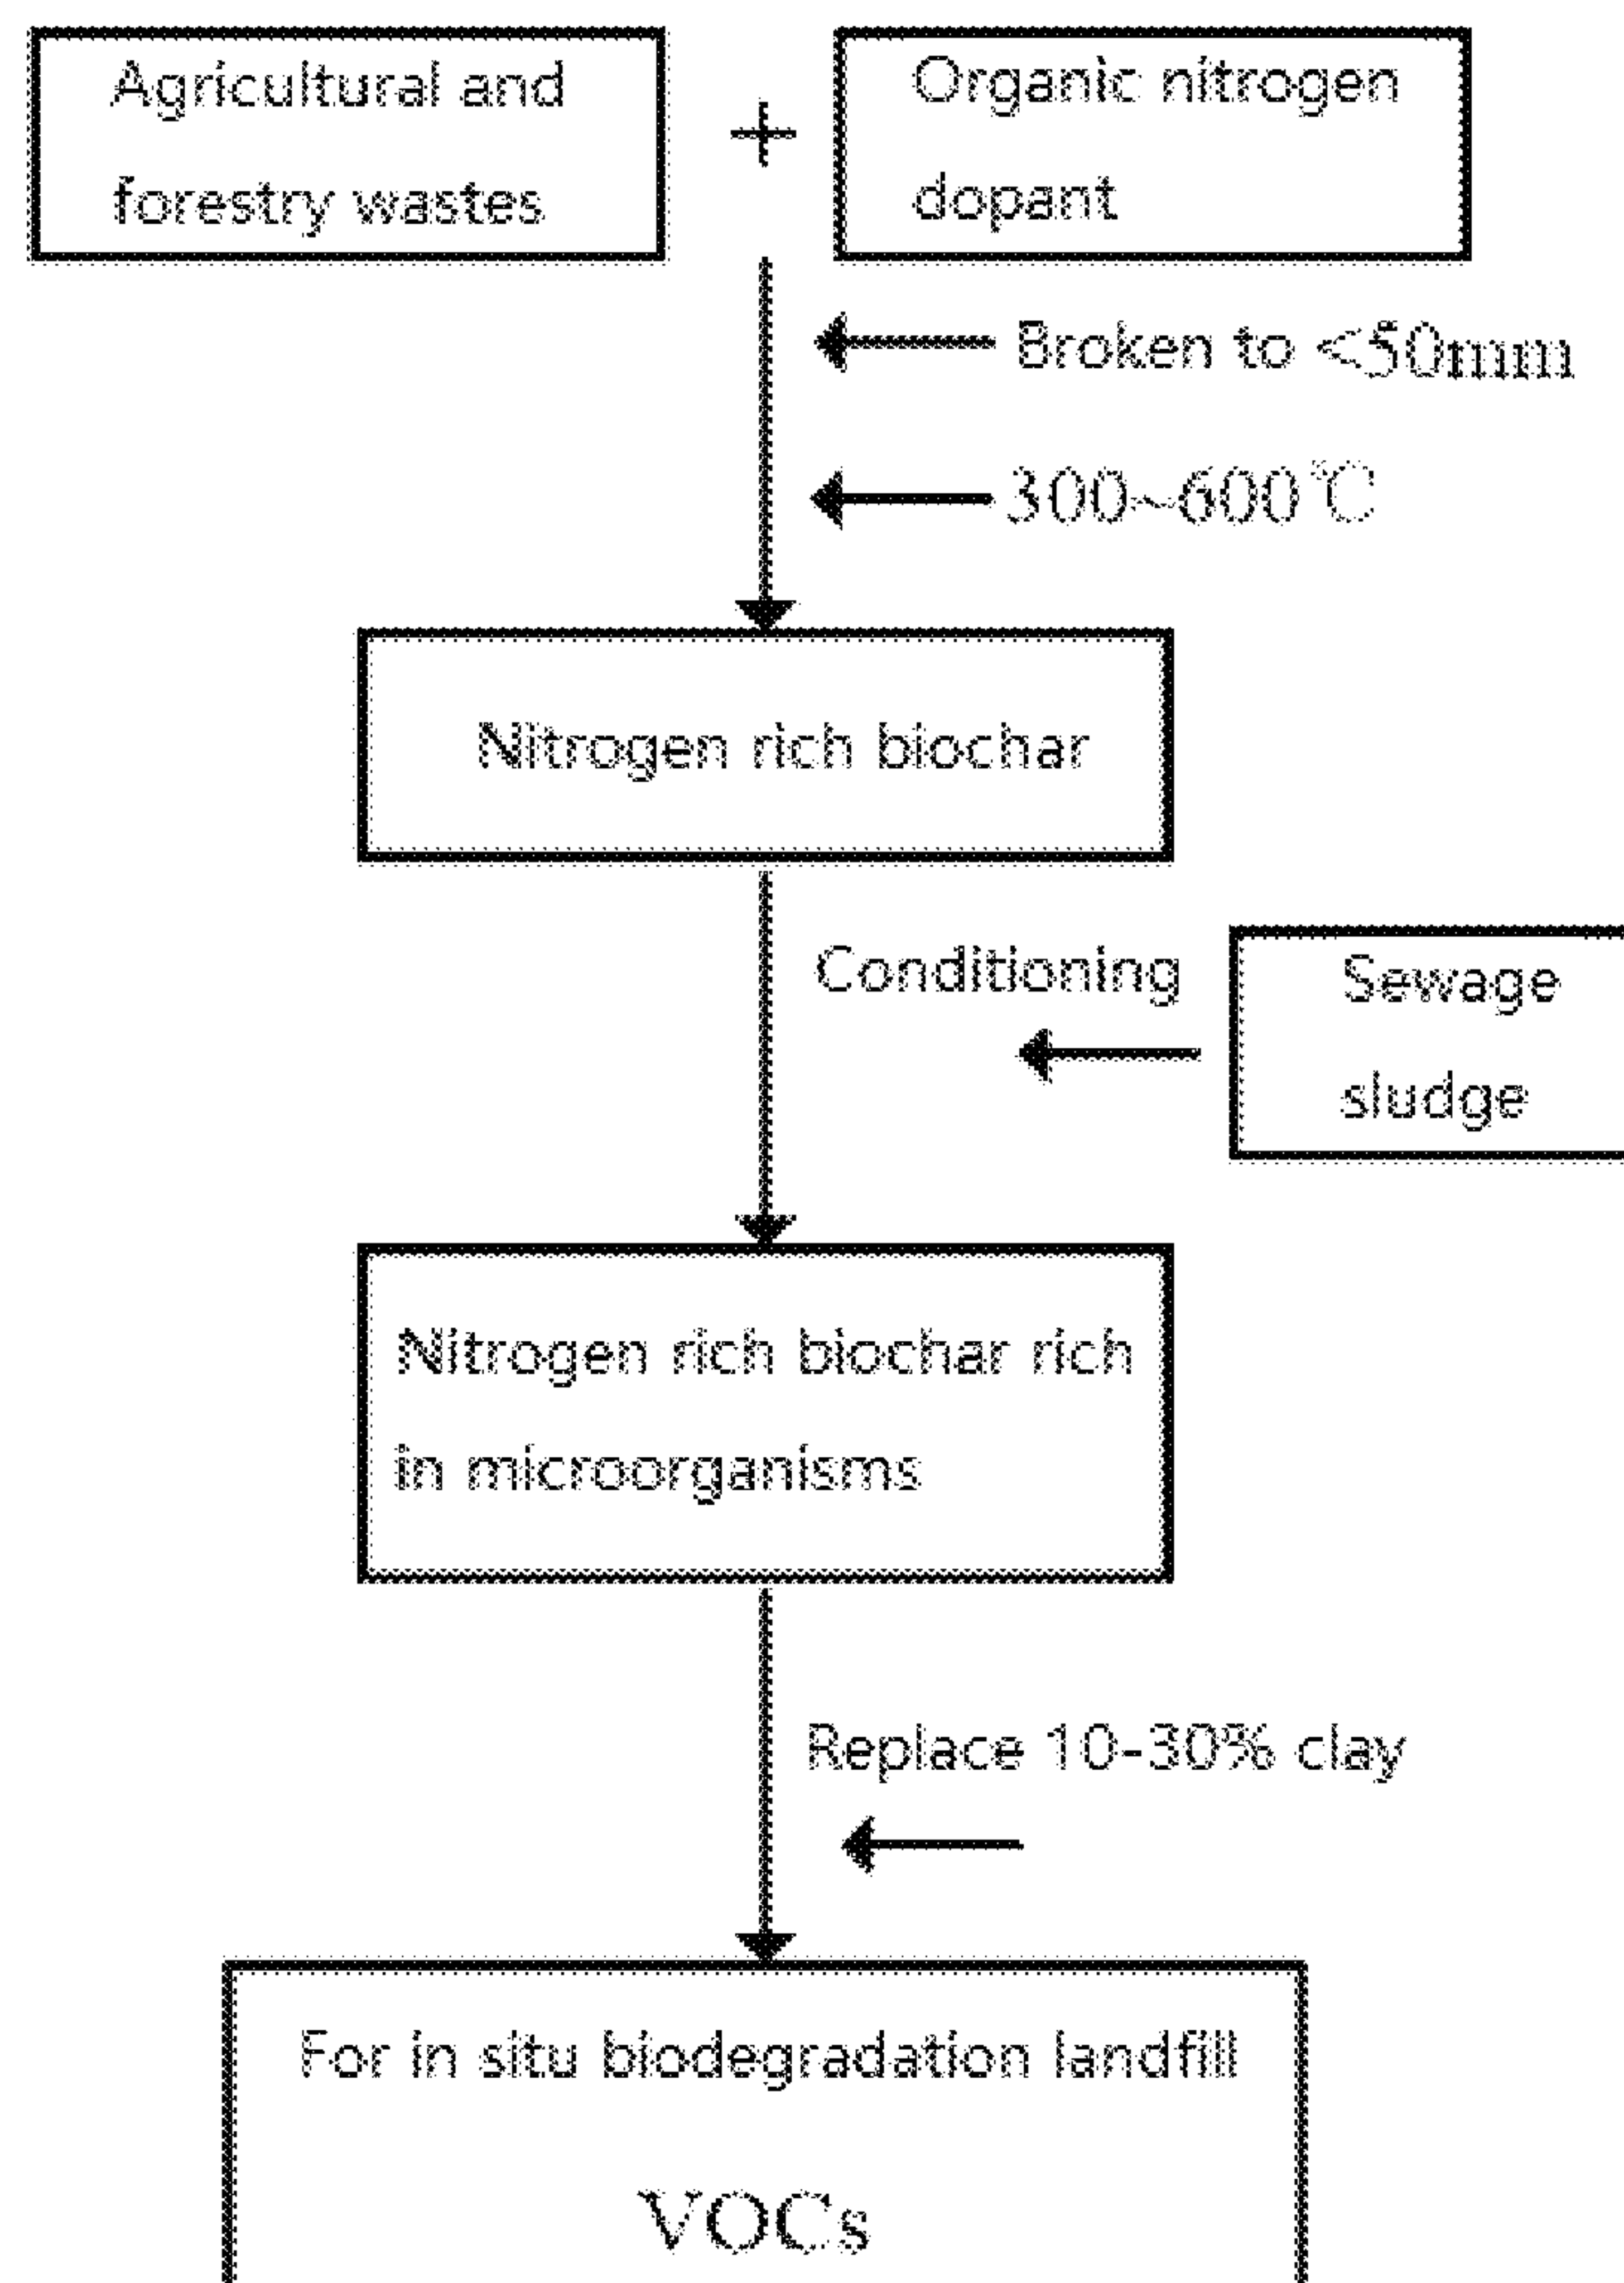 Agricultural and
forestry wastes
+
Organic nitrogen
dopant
Broken to <50mm
300~600℃
Nitrogen rich biochar
Conditioning
Sewage
sludge
Nitrogen rich biochar rich
in microorganisms
Replace 10-30% clay
For in situ biodegradation landfill
VOCs